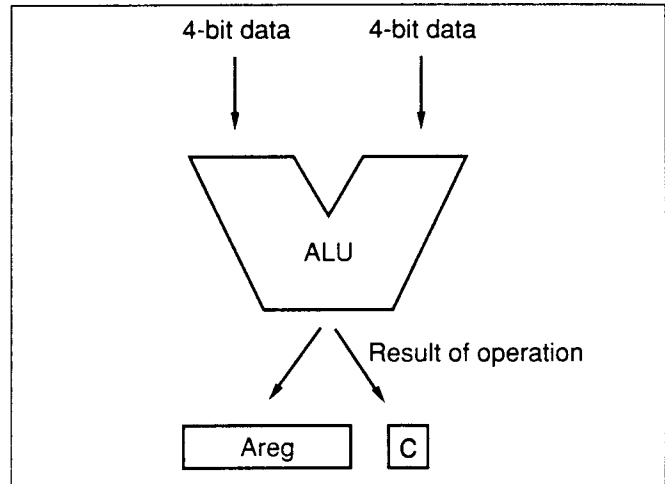 4-bit data 4-bit data
ALU
Result of operation
Areg C